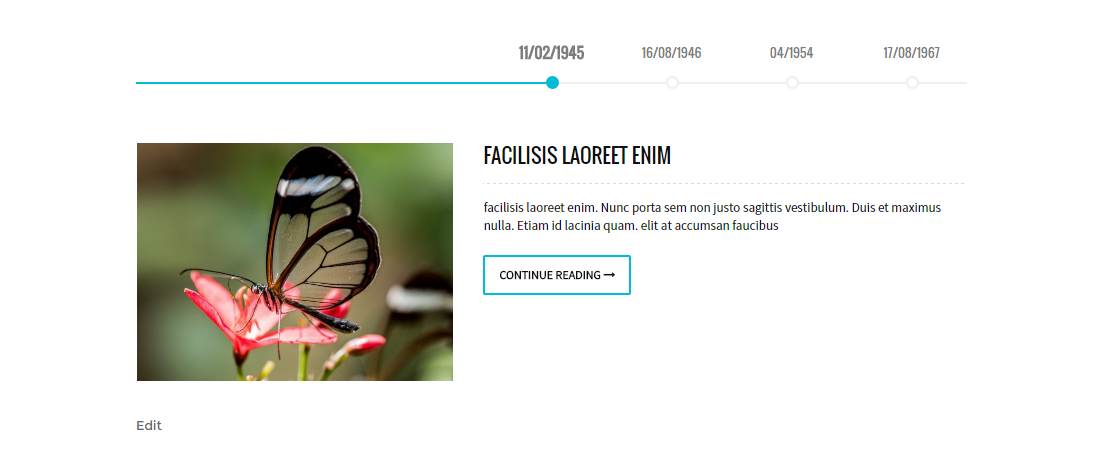 11/02/1945 16/08/1946 04/1954 17/08/1967
FACILISIS LAOREET ENIM
facilisis laoreet enim. Nunc porta sem non justo sagittis vestibulum. Duis et maximus
nulla. Etiam id lacinia quam. elit at accumsan faucibus
CONTINUE READING →
Edit